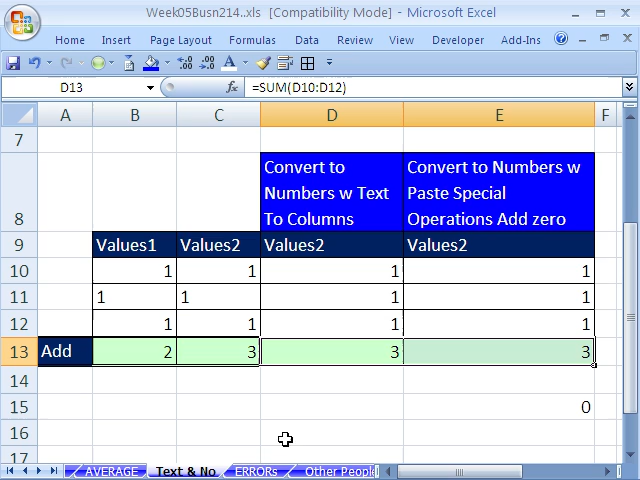 Week05Busn214..xls [Compatibility Mode] - Microsoft Excel
Home Insert Page Layout Formulas Data Review View Developer Add-Ins
D13 fx =SUM(D10:D12)
A B C D E F
7
8 Convert to Numbers w Text To Columns Convert to Numbers w Paste Special Operations Add zero
9 Values1 Values2 Values2 Values2
10 1 1 1 1
11 1 1 1 1
12 1 1 1 1
13 Add 2 3 3 3
14
15 0
16
17
AVERAGE Text & No ERRORs Other People